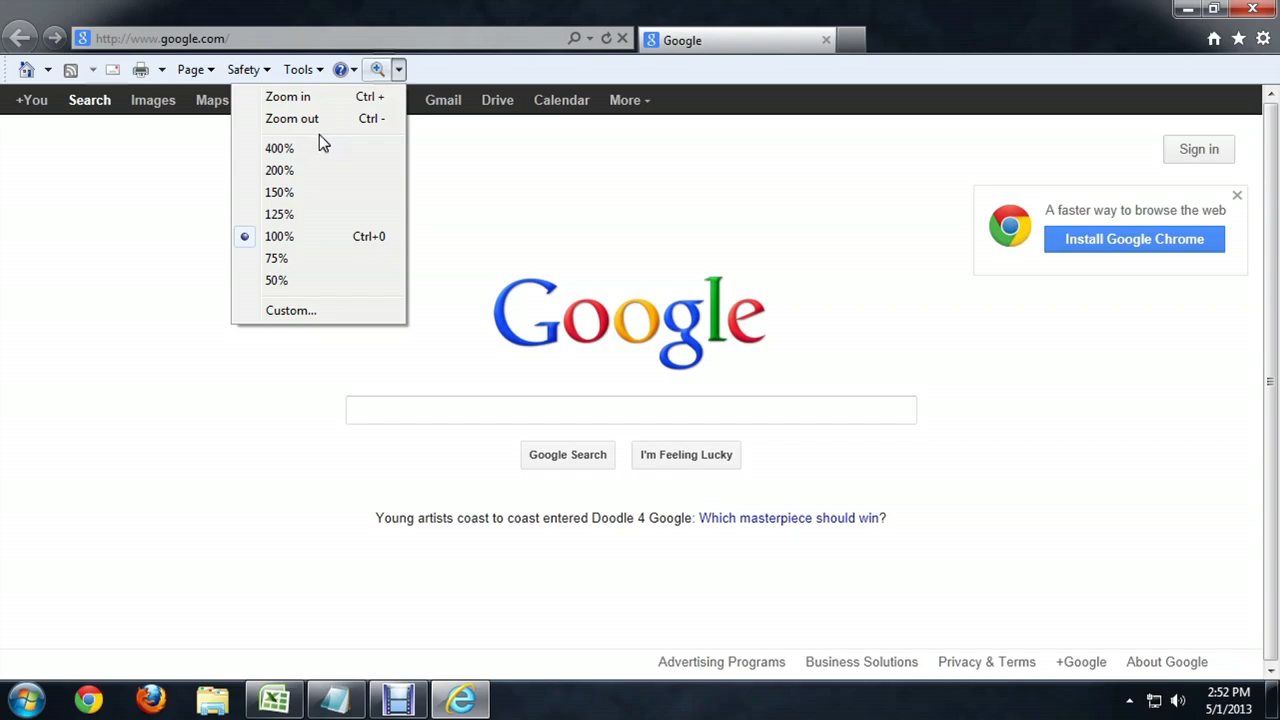 http://www.google.com/
Google
Page Safety Tools
+You Search Images Maps Gmail Drive Calendar More
Zoom in Ctrl +
Zoom out Ctrl -
400%
200%
150%
125%
100% Ctrl+0
75%
50%
Custom...
Sign in
A faster way to browse the web
Install Google Chrome
Google
Google Search I'm Feeling Lucky
Young artists coast to coast entered Doodle 4 Google: Which masterpiece should win?
Advertising Programs Business Solutions Privacy & Terms +Google About Google
2:52 PM
5/1/2013